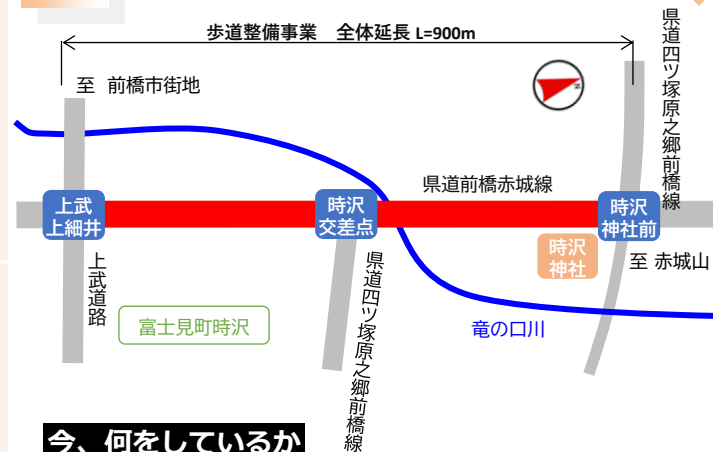 歩道整備事業　全体延長 L=900m
県道四ツ塚原之郷前橋線
至 前橋市街地
N
県道前橋赤城線
上武
上細井
時沢
交差点
時沢
神社前
時沢
神社
至 赤城山
上武道路
県道四ツ塚原之郷前橋線
富士見町時沢
竜の口川
今、何をしているか